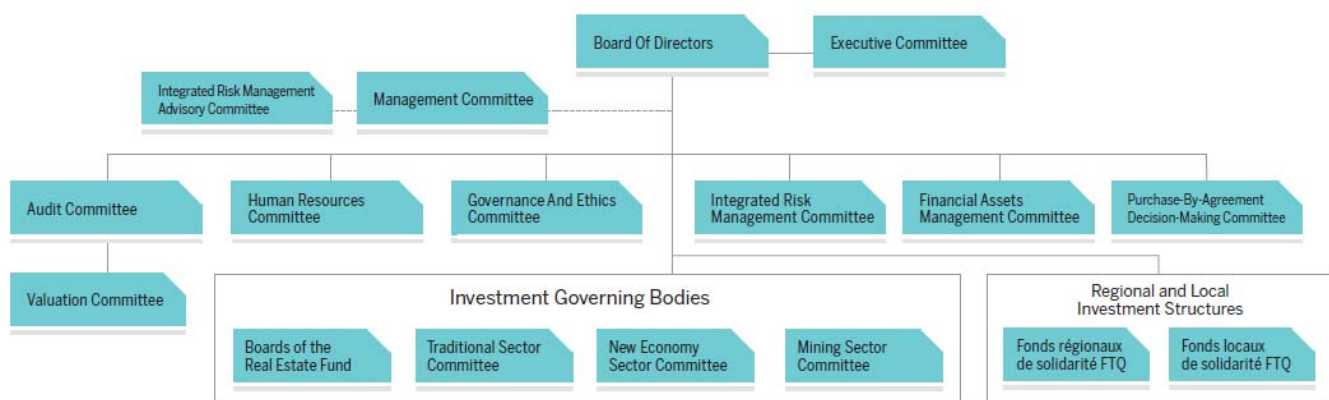 Board Of Directors
Executive Committee
Integrated Risk Management
Advisory Committee
Management Committee
Audit Committee
Human Resources
Committee
Governance And Ethics
Committee
Integrated Risk
Management Committee
Financial Assets
Management Committee
Purchase-By-Agreement
Decision-Making Committee
Valuation Committee
Investment Governing Bodies
Boards of the
Real Estate Fund
Traditional Sector
Committee
New Economy
Sector Committee
Mining Sector
Committee
Regional and Local
Investment Structures
Fonds régionaux
de solidarité FTQ
Fonds locaux
de solidarité FTQ